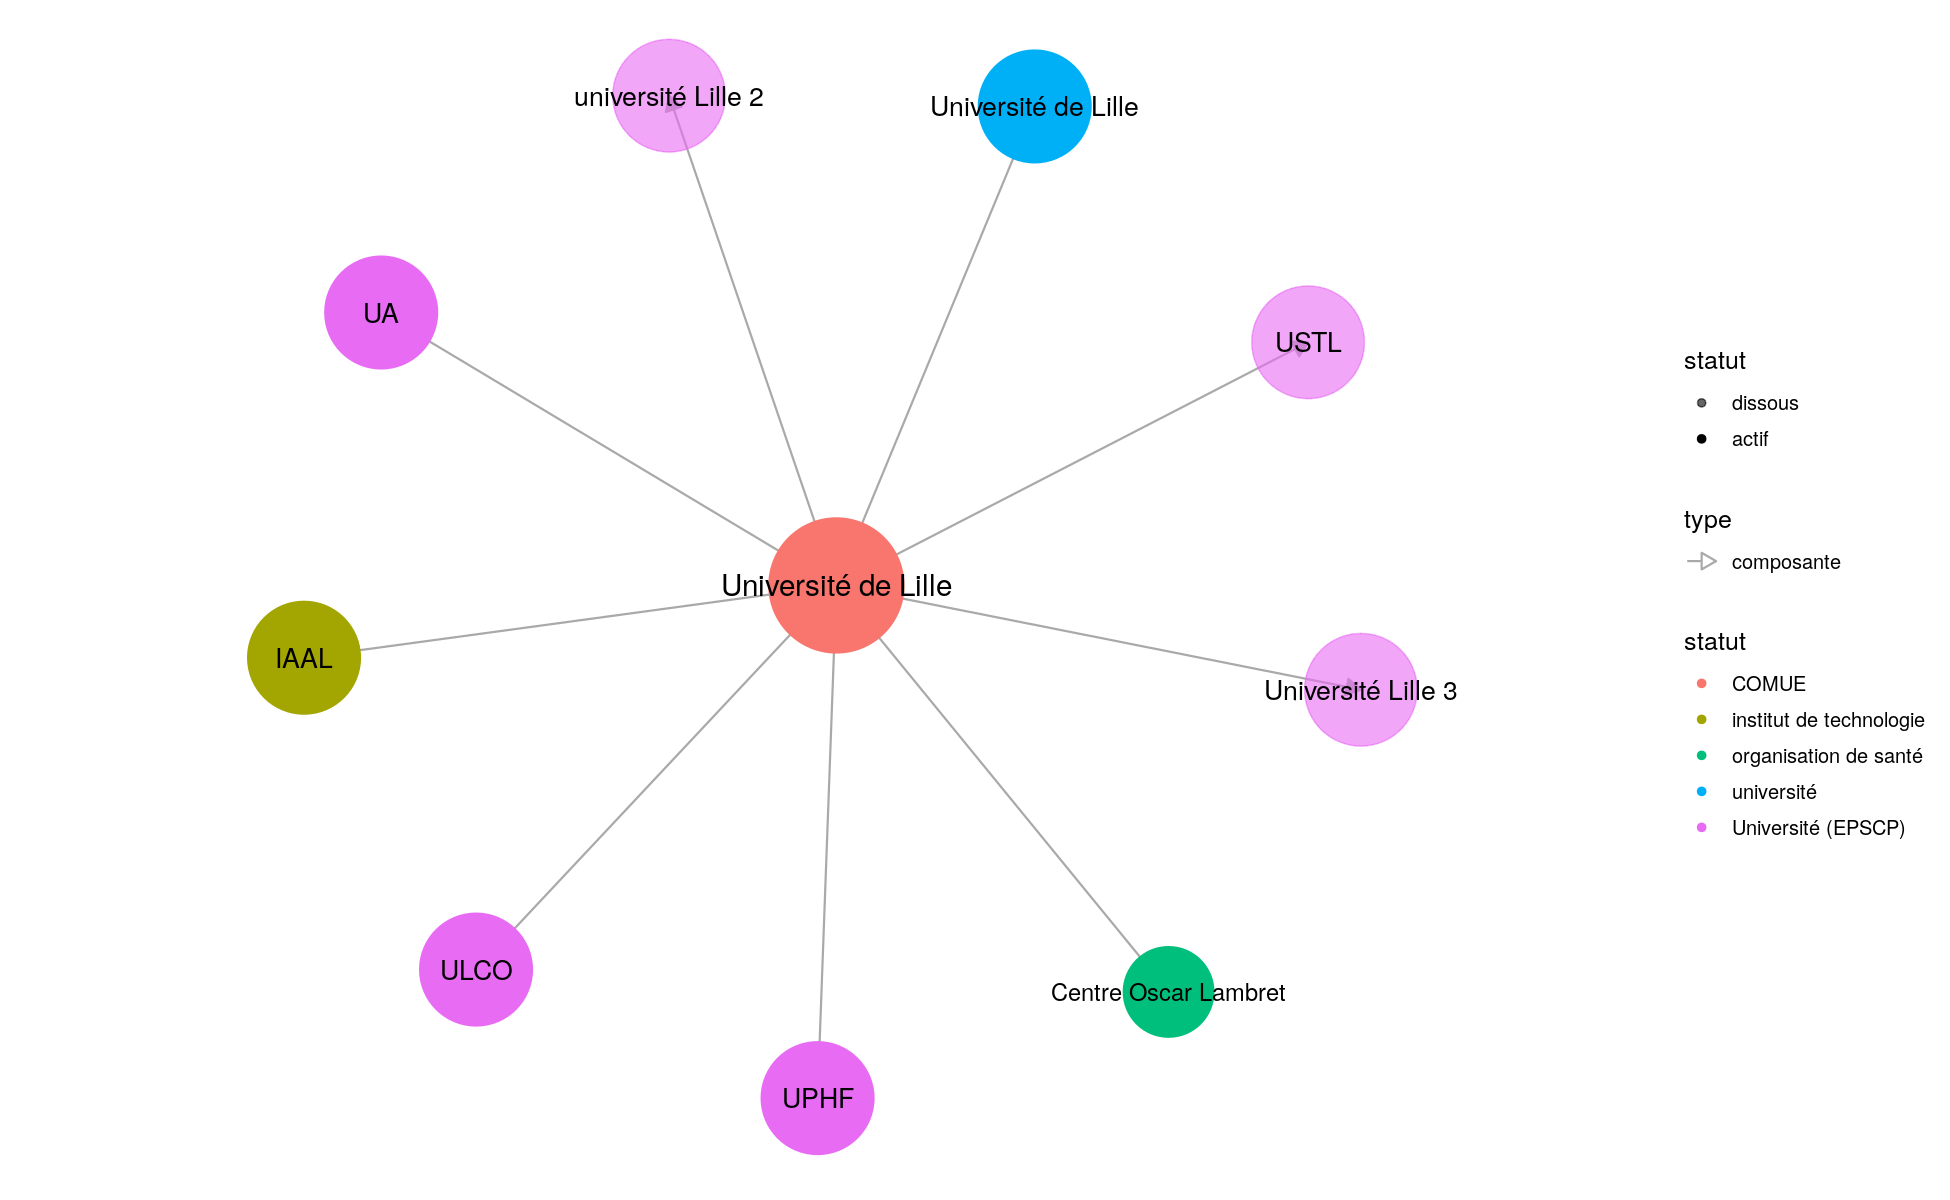 université Lille 2
Université de Lille
UA
USTL
Université de Lille
IAAL
Université Lille 3
ULCO
Centre Oscar Lambret
UPHF
statut
dissous
actif
type
composante
statut
COMUE
institut de technologie
organisation de santé
université
Université (EPSCP)